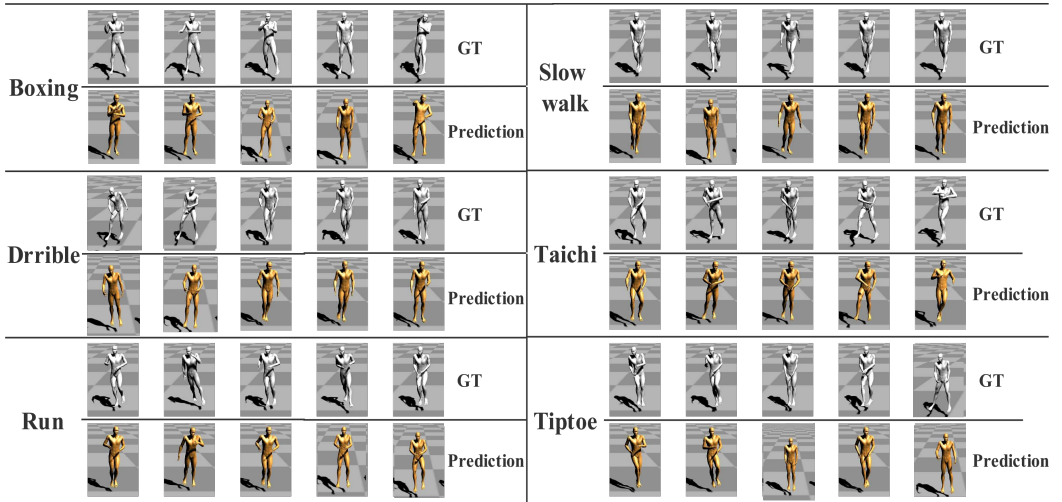 Boxing
GT
Prediction
Slow
walk
GT
Prediction
Drrible
GT
Prediction
Taichi
GT
Prediction
Run
GT
Prediction
Tiptoe
GT
Prediction